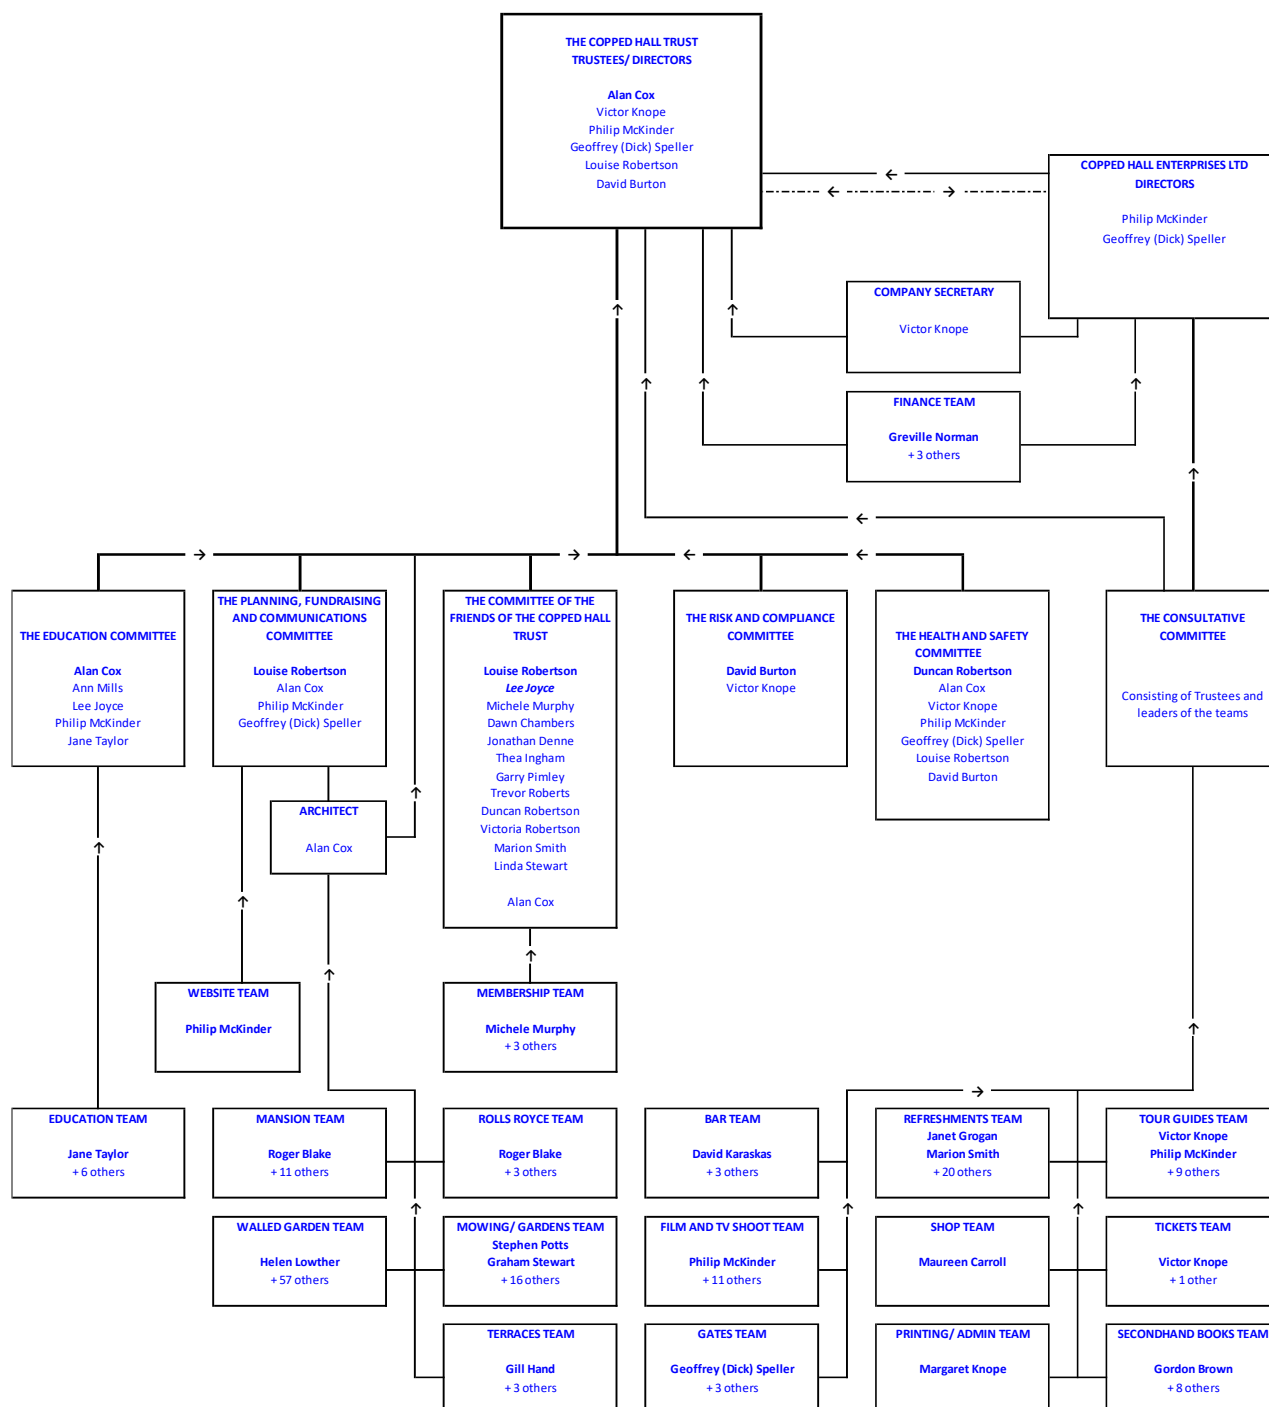 THE COPPED HALL TRUST
TRUSTEES/ DIRECTORS
Alan Cox
Victor Knope
Philip McKinder
Geoffrey (Dick) Speller
Louise Robertson
David Burton
COPPED HALL ENTERPRISES LTD
DIRECTORS
Philip McKinder
Geoffrey (Dick) Speller
COMPANY SECRETARY
Victor Knope
FINANCE TEAM
Greville Norman
+ 3 others
THE EDUCATION COMMITTEE
Alan Cox
Ann Mills
Lee Joyce
Philip McKinder
Jane Taylor
THE PLANNING, FUNDRAISING
AND COMMUNICATIONS
COMMITTEE
Louise Robertson
Alan Cox
Philip McKinder
Geoffrey (Dick) Speller
THE COMMITTEE OF THE
FRIENDS OF THE COPPED HALL
TRUST
Louise Robertson
Lee Joyce
Michele Murphy
Dawn Chambers
Jonathan Denne
Thea Ingham
Garry Pimley
Trevor Roberts
Duncan Robertson
Victoria Robertson
Marion Smith
Linda Stewart
Alan Cox
THE RISK AND COMPLIANCE
COMMITTEE
David Burton
Victor Knope
THE HEALTH AND SAFETY
COMMITTEE
Duncan Robertson
Alan Cox
Victor Knope
Philip McKinder
Geoffrey (Dick) Speller
Louise Robertson
David Burton
THE CONSULTATIVE
COMMITTEE
Consisting of Trustees and
leaders of the teams
ARCHITECT
Alan Cox
WEBSITE TEAM
Philip McKinder
MEMBERSHIP TEAM
Michele Murphy
+ 3 others
EDUCATION TEAM
Jane Taylor
+ 6 others
MANSION TEAM
Roger Blake
+ 11 others
ROLLS ROYCE TEAM
Roger Blake
+ 3 others
BAR TEAM
David Karaskas
+ 3 others
REFRESHMENTS TEAM
Janet Grogan
Marion Smith
+ 20 others
TOUR GUIDES TEAM
Victor Knope
Philip McKinder
+ 9 others
WALLED GARDEN TEAM
Helen Lowther
+ 57 others
MOWING/ GARDENS TEAM
Stephen Potts
Graham Stewart
+ 16 others
FILM AND TV SHOOT TEAM
Philip McKinder
+ 11 others
SHOP TEAM
Maureen Carroll
TICKETS TEAM
Victor Knope
+ 1 other
TERRACES TEAM
Gill Hand
+ 3 others
GATES TEAM
Geoffrey (Dick) Speller
+ 3 others
PRINTING/ ADMIN TEAM
Margaret Knope
SECONDHAND BOOKS TEAM
Gordon Brown
+ 8 others